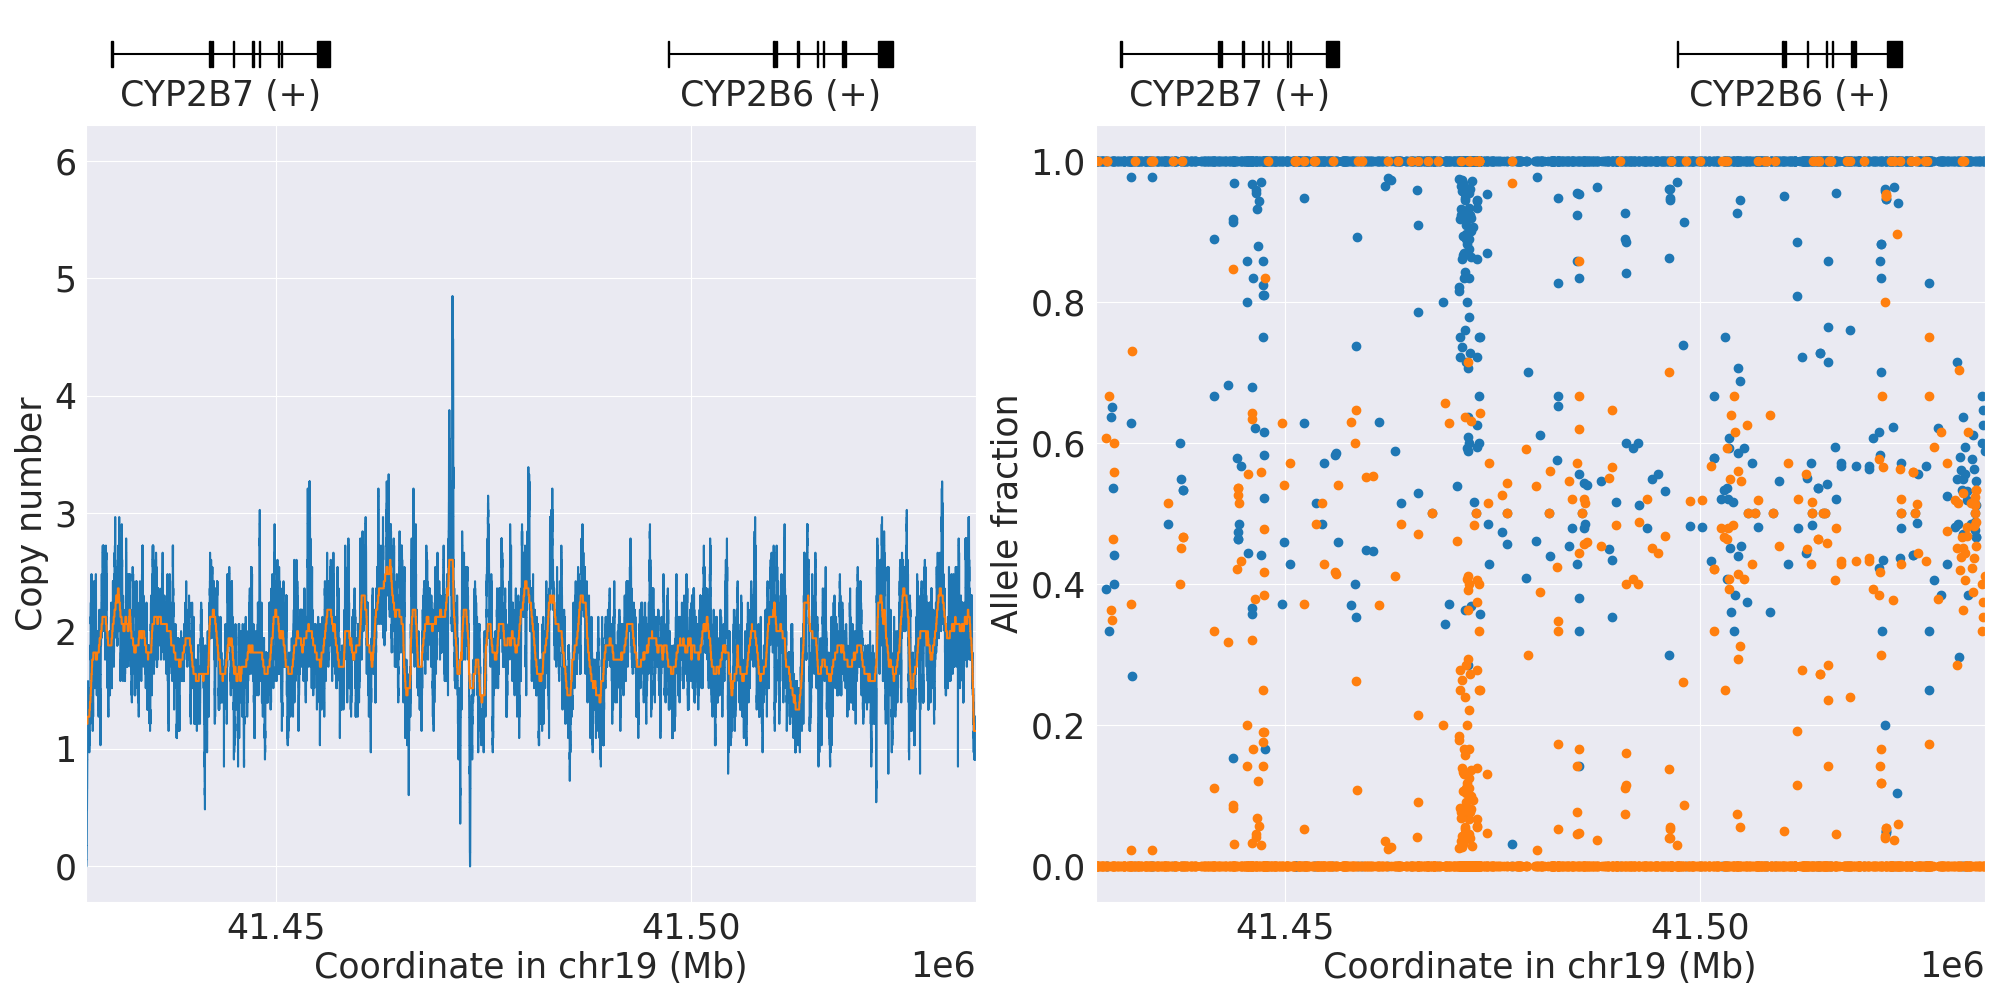 CYP2B7 (+)
CYP2B6 (+)
Copy number
6
5
4
3
2
1
0
41.45
41.50
Coordinate in chr19 (Mb)
1e6
CYP2B7 (+)
CYP2B6 (+)
Allele fraction
1.0
0.8
0.6
0.4
0.2
0.0
41.45
41.50
Coordinate in chr19 (Mb)
1e6